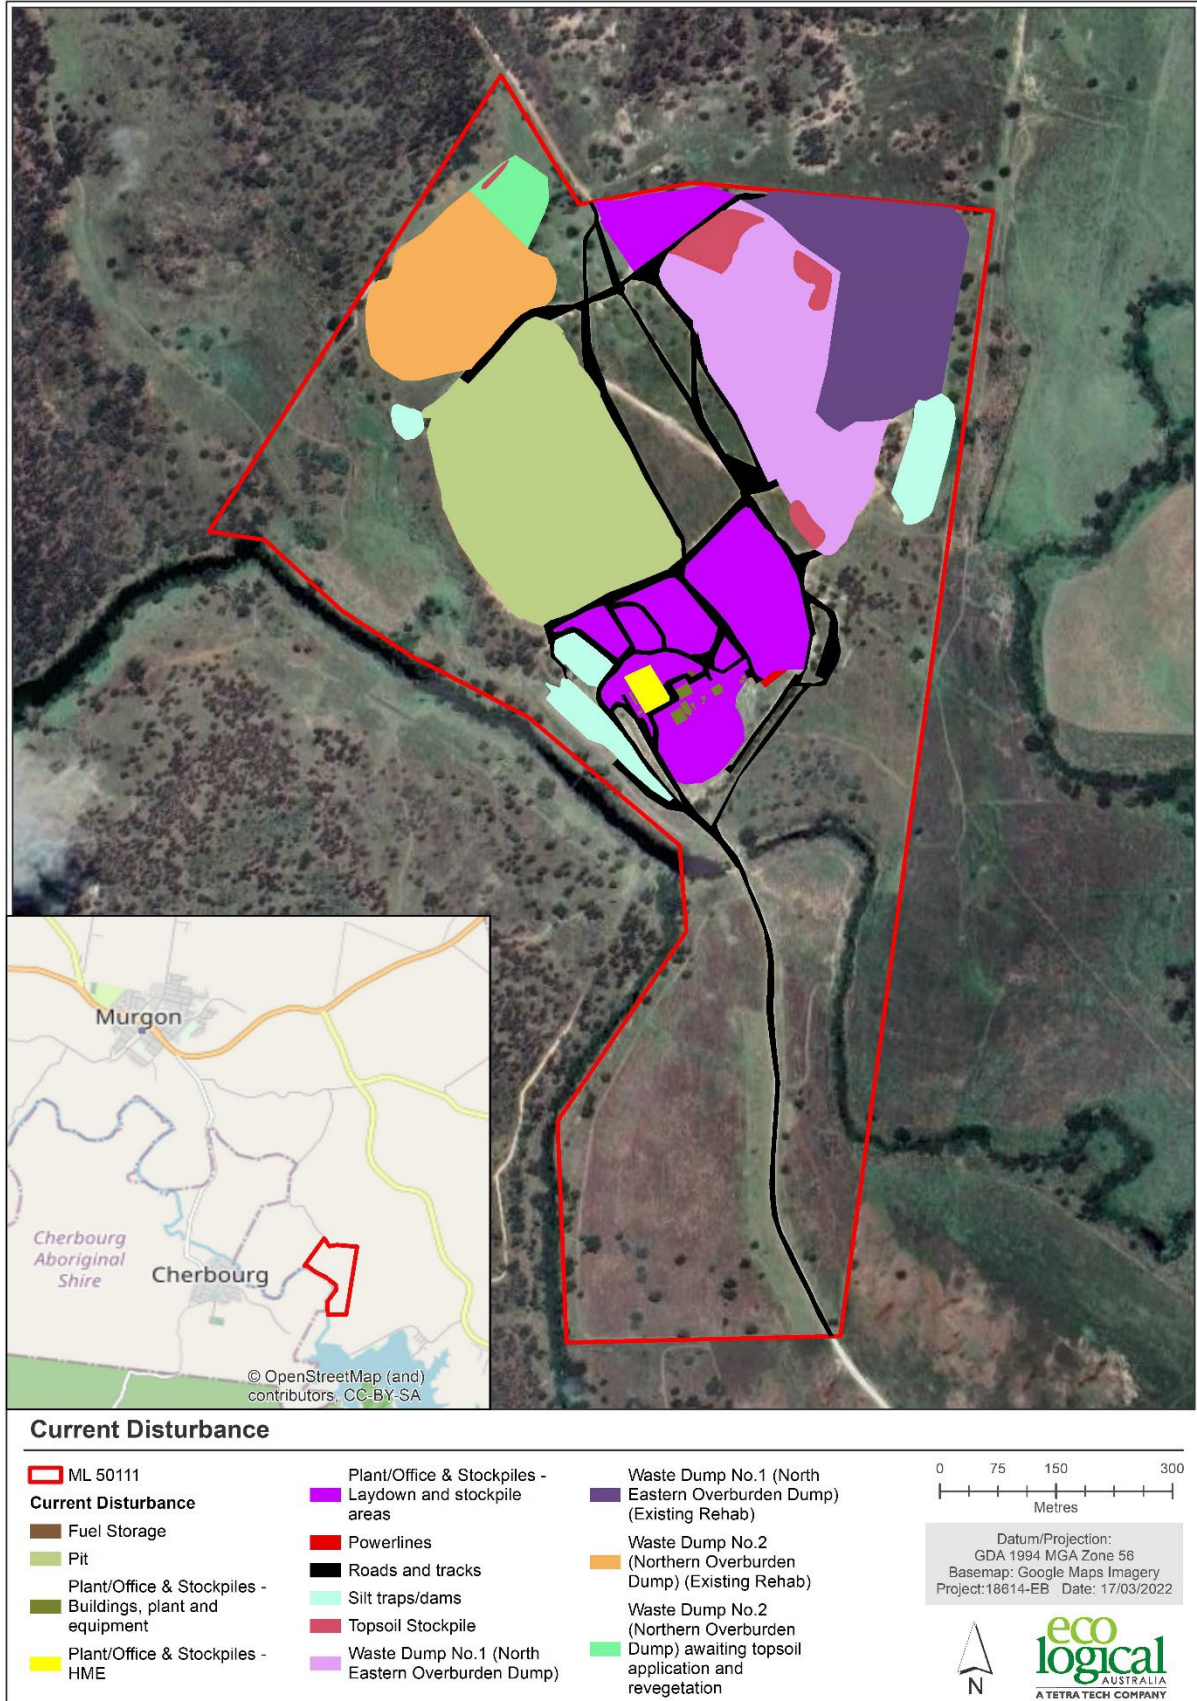 Murgon
Cherbourg
Aboriginal
Shire
Cherbourg
© OpenStreetMap (and)
contributors, CC-BY-SA
Current Disturbance
ML 50111
Current Disturbance
Fuel Storage
Pit
Plant/Office & Stockpiles -
Buildings, plant and
equipment
Plant/Office & Stockpiles -
HME
Plant/Office & Stockpiles -
Laydown and stockpile
areas
Powerlines
Roads and tracks
Silt traps/dams
Topsoil Stockpile
Waste Dump No.1 (North
Eastern Overburden Dump)
Waste Dump No.1 (North
Eastern Overburden Dump)
(Existing Rehab)
Waste Dump No.2
(Northern Overburden
Dump) (Existing Rehab)
Waste Dump No.2
(Northern Overburden
Dump) awaiting topsoil
application and
revegetation
0 75 150 300
Metres
Datum/Projection:
GDA 1994 MGA Zone 56
Basemap: Google Maps Imagery
Project:18614-EB Date: 17/03/2022
N
eco
logical
AUSTRALIA
A TETRA TECH COMPANY